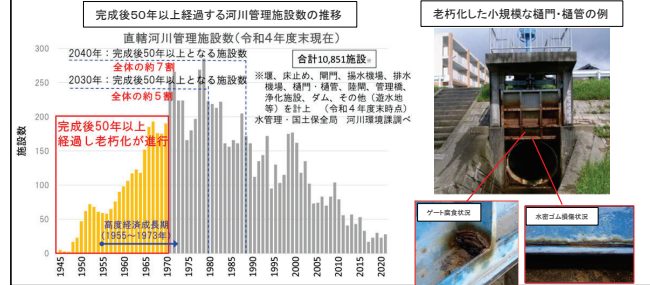 完成後50年以上経過する河川管理施設数の推移
直轄河川管理施設数(令和4年度末現在)
2040年:完成後50年以上となる施設数
全体の約7割
2030年:完成後50年以上となる施設数
全体の約5割
合計10,851施設※
※堰、床止め、閘門、揚水機場、排水
機場、樋門・樋管、陸閘、管理橋、
浄化施設、ダム、その他(遊水地
等)を計上 (令和4年度末時点)
水管理・国土保全局 河川環境課調べ
完成後50年以上
経過し老朽化が進行
高度経済成長期
(1955~1973年)
施設数
300
250
200
150
100
50
0
1945
1950
1955
1960
1965
1970
1975
1980
1985
1990
1995
2000
2005
2010
2015
2020
老朽化した小規模な樋門・樋管の例
ゲート腐食状況
水密ゴム損傷状況